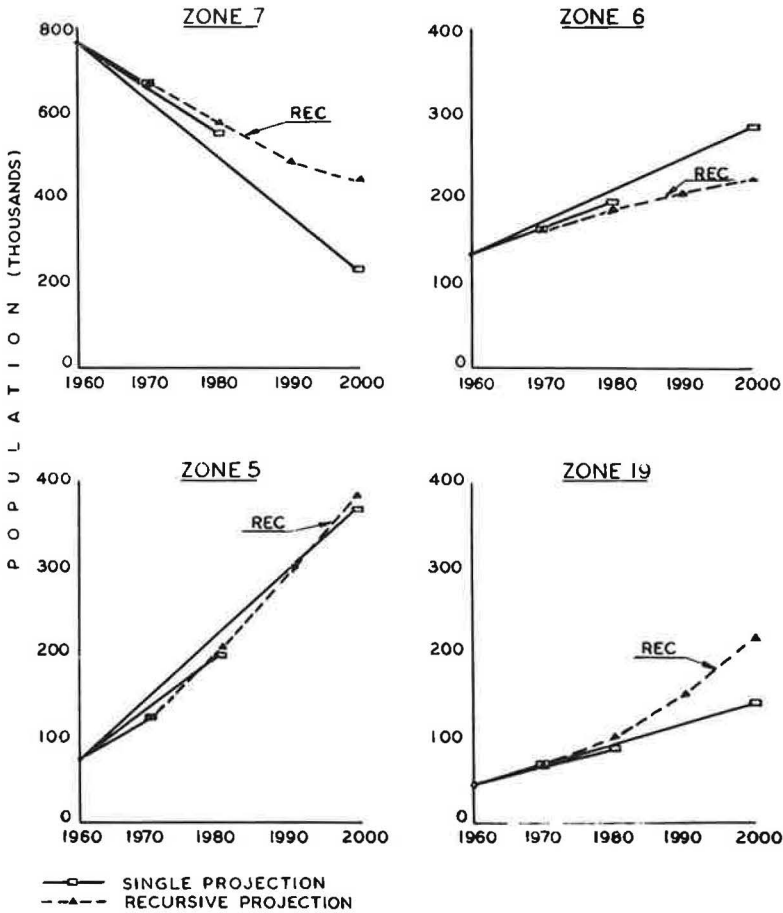 ZONE 7
800
600
400
200
0
REC
1960 1970 1980 1990 2000
ZONE 6
400
300
200
100
0
REC
1960 1970 1980 1990 2000
POPULATION (THOUSANDS)
ZONE 5
400
300
200
100
0
REC
1960 1970 1980 1990 2000
ZONE 19
400
300
200
100
0
REC
1960 1970 1980 1990 2000
SINGLE PROJECTION
RECURSIVE PROJECTION